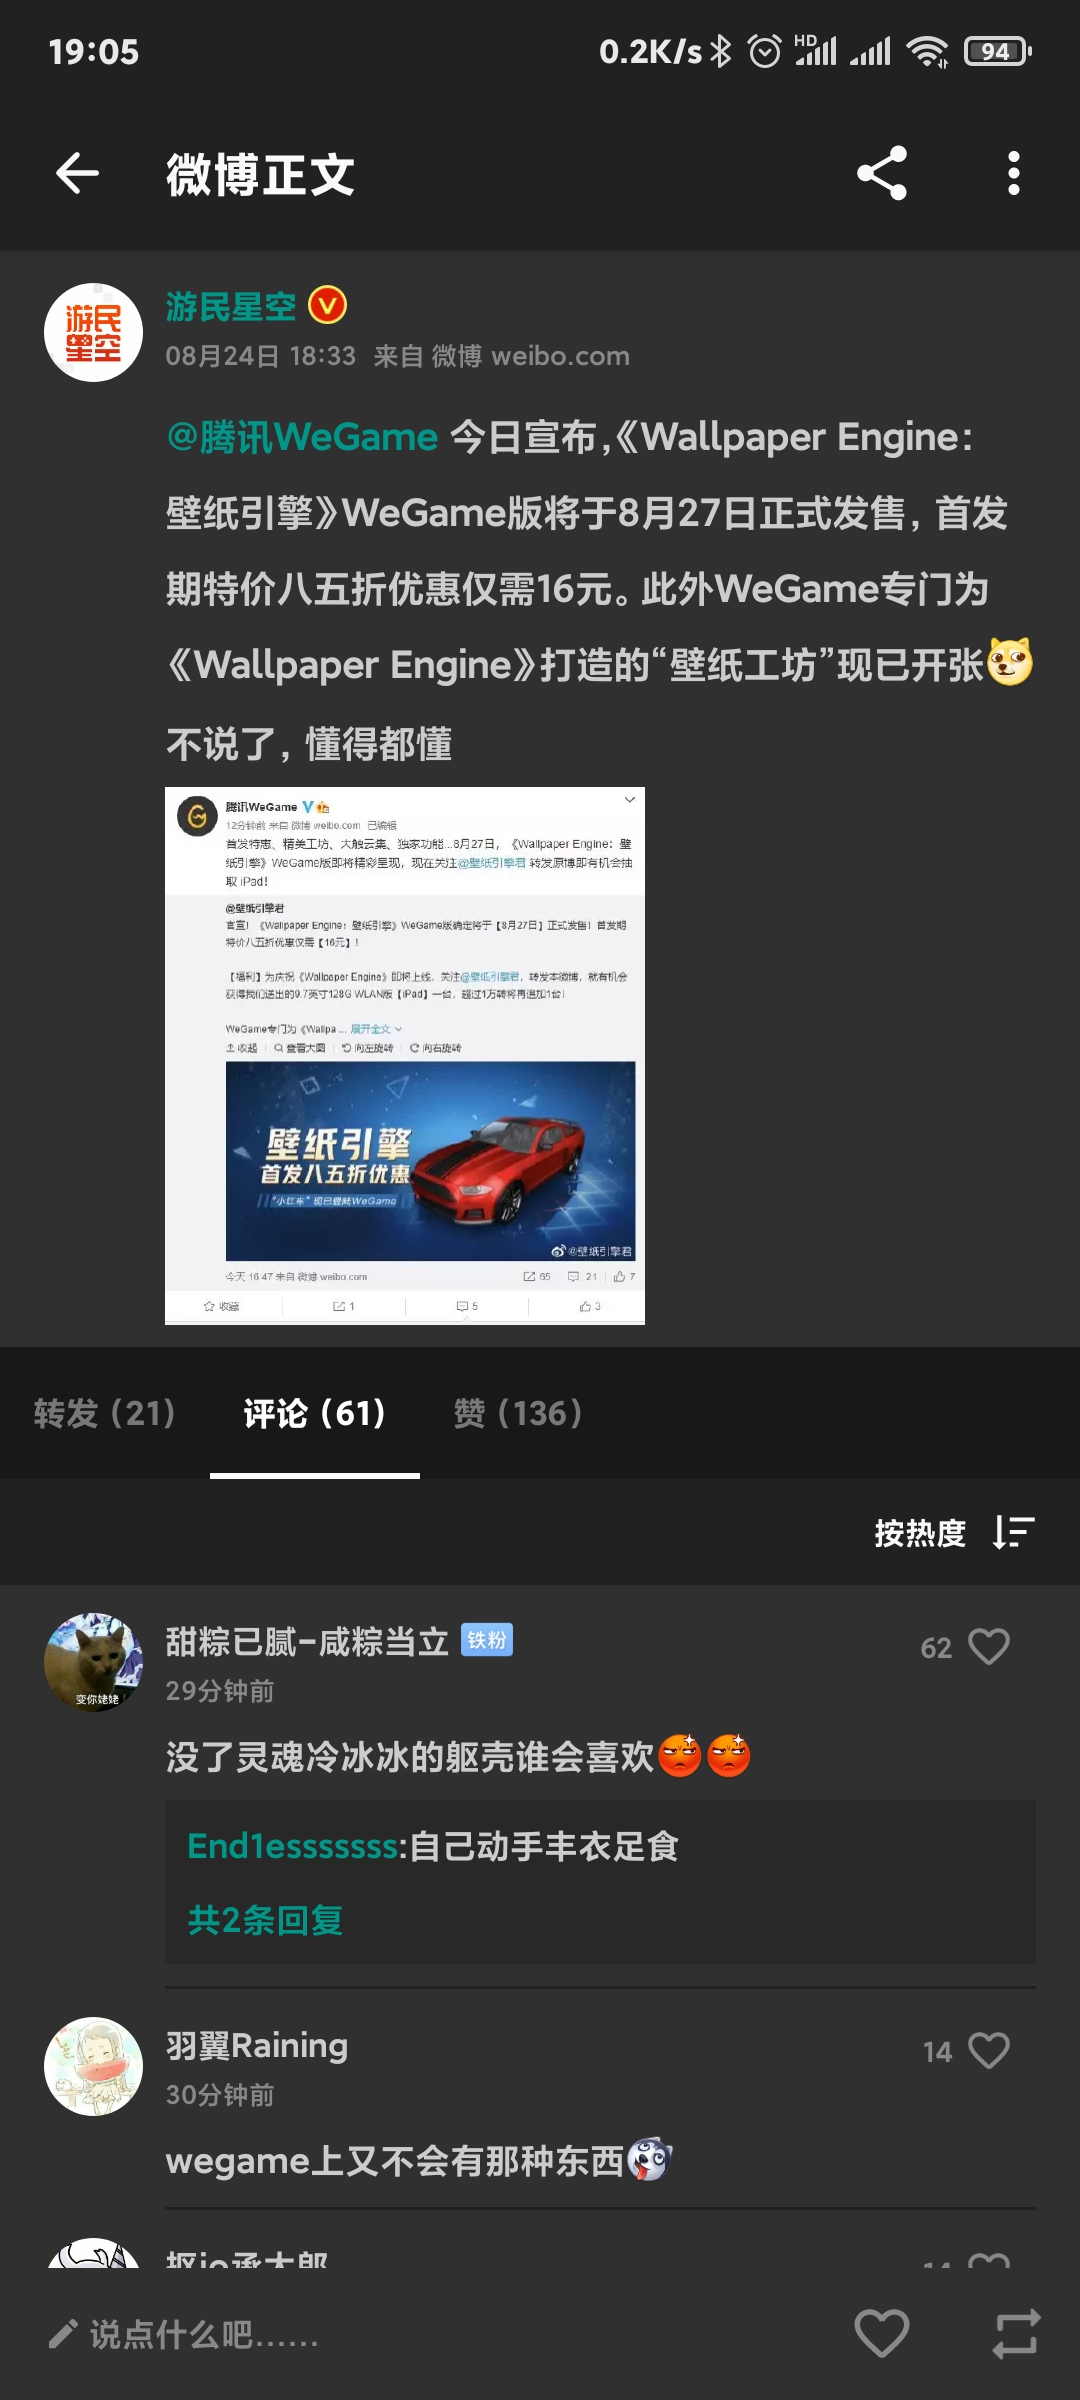 19:05
0.2K/s HD 94
微博正文
游民星空
游民
星空
08月24日 18:33 来自 微博 weibo.com
@腾讯WeGame 今日宣布,《Wallpaper Engine:
壁纸引擎》WeGame版将于8月27日正式发售, 首发
期特价八五折优惠仅需16元。此外WeGame专门为
《Wallpaper Engine》打造的“壁纸工坊”现已开张
不说了, 懂得都懂
腾讯WeGame
12分钟前 来自 微博 weibo.com 已编辑
首发特惠、精美工坊、大触云集、独家功能...8月27日, 《Wallpaper Engine: 壁
纸引擎》WeGame版即将精彩呈现, 现在关注@壁纸引擎君 转发原博即有机会抽
取 iPad!
@壁纸引擎君
官宣! 《Wallpaper Engine: 壁纸引擎》WeGame版确定将于【8月27日】正式发售! 首发期
特价八五折优惠仅需【16元】!
【福利】为庆祝《Wallpaper Engine》即将上线, 关注@壁纸引擎君, 转发本微博, 就有机会
获得我们送出的9.7英寸128G WLAN版【iPad】一台, 超过1万转将再追加1台!
WeGame专门为《Wallpa ... 展开全文
收起 查看大图 向左旋转 向右旋转
壁纸引擎
首发八五折优惠
“小红车”现已登陆WeGame
@壁纸引擎君
今天 16:47 来自 微博 weibo.com 65 21 7
收藏 1 5 3
转发 (21) 评论 (61) 赞 (136)
按热度
甜粽已腻-咸粽当立 铁粉 62
变你姥姥
29分钟前
没了灵魂冷冰冰的躯壳谁会喜欢
End1esssssss:自己动手丰衣足食
共2条回复
羽翼Raining 14
30分钟前
wegame上又不会有那种东西
抠jo承太郎 14
说点什么吧......